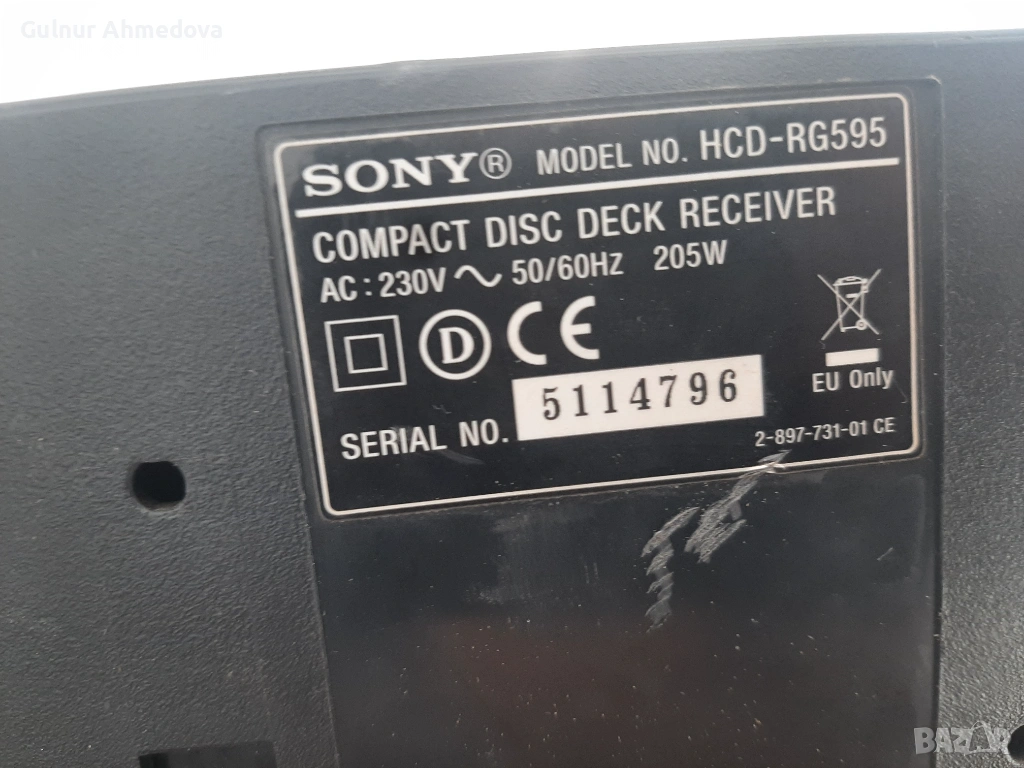 Gulnur Ahmedova
SONY® MODEL NO. HCD-RG595
COMPACT DISC DECK RECEIVER
AC : 230V ~ 50/60HZ 205W
D CE
EU Only
SERIAL NO. 5114796
2-897-731-01 CE
BAZAR